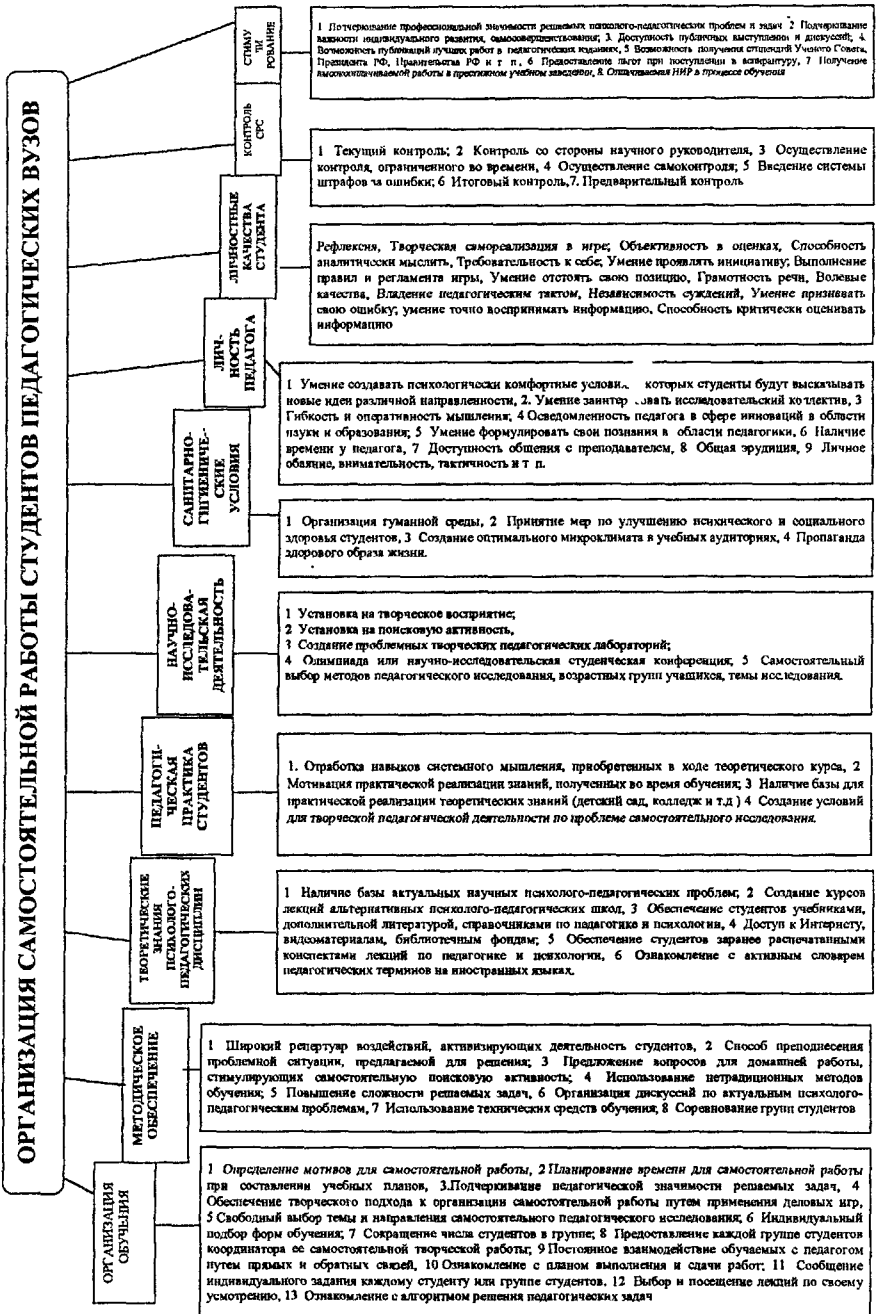 ОРГАНИЗАЦИЯ САМОСТОЯТЕЛЬНОЙ РАБОТЫ СТУДЕНТОВ ПЕДАГОГИЧЕСКИХ ВУЗОВ
СТИМУ
ЛИ
РОВАНИЕ
1 Подчеркивание профессиональной значимости решаемых психолого-педагогических проблем и задач 2 Подчеркивание
важности индивидуального развития, самосовершенствования; 3. Доступность публичных выступлений и дискуссий; 4.
Возможность публикаций лучших работ в педагогических изданиях, 5 Возможность получения стипендий Ученого Совета,
Президента РФ, Правительства РФ и т п, 6 Предоставление льгот при поступлении в аспирантуру, 7 Получение
высокооплачиваемой работы в престижном учебном заведении, 8. Оплачиваемая НИР в процессе обучения
КОНТРОЛЬ
СРС
1 Текущий контроль; 2 Контроль со стороны научного руководителя, 3 Осуществление
контроля, ограниченного во времени, 4 Осуществление самоконтроля; 5 Введение системы
штрафов за ошибки; 6 Итоговый контроль,7. Предварительный контроль
ЛИЧНОСТНЫЕ
КАЧЕСТВА
СТУДЕНТА
Рефлексия, Творческая самореализация в игре; Объективность в оценках, Способность
аналитически мыслить, Требовательность к себе; Умение проявлять инициативу; Выполнение
правил и регламента игры, Умение отстоять свою позицию, Грамотность речи, Волевые
качества, Владение педагогическим тактом, Независимость суждений, Умение признавать
свою ошибку; умение точно воспринимать информацию, Способность критически оценивать
информацию
ЛИЧ-
НОСТЬ
ПЕДАГОГА
1 Умение создавать психологически комфортные услови которых студенты будут высказывать
новые идеи различной направленности, 2. Умение заинтер овать исследовательский коллектив, 3
Гибкость и оперативность мышления; 4 Осведомленность педагога в сфере инноваций в области
науки и образования; 5 Умение формулировать свои познания в области педагогики, 6 Наличие
времени у педагога, 7 Доступность общения с преподавателем, 8 Общая эрудиция, 9 Личное
обаяние, внимательность, тактичность и т п.
САНИТАРНО-
ГИГИЕНИЧЕ-
СКИЕ
УСЛОВИЯ
1 Организация гуманной среды, 2 Принятие мер по улучшению психического и социального
здоровья студентов, 3 Создание оптимального микроклимата в учебных аудиториях, 4 Пропаганда
здорового образа жизни.
НАУЧНО-
ИССЛЕДОВА-
ТЕЛЬСКАЯ
ДЕЯТЕЛЬНОСТЬ
1 Установка на творческое восприятие;
2 Установка на поисковую активность,
3 Создание проблемных творческих педагогических лабораторий;
4 Олимпиада или научно-исследовательская студенческая конференция; 5 Самостоятельный
выбор методов педагогического исследования, возрастных групп учащихся, темы исследования.
ПЕДАГОГИ-
ЧЕСКАЯ
ПРАКТИКА
СТУДЕНТОВ
1. Отработка навыков системного мышления, приобретенных в ходе теоретического курса, 2
Мотивация практической реализации знаний, полученных во время обучения; 3 Наличие базы для
практической реализации теоретических знаний (детский сад, колледж и т.д ) 4 Создание условий
для творческой педагогической деятельности по проблеме самостоятельного исследования.
ТЕОРЕТИЧЕСКИЕ
ЗНАНИЯ
ПСИХОЛОГО-
ПЕДАГОГИЧЕСКИХ
ДИСЦИПЛИН
1 Наличие базы актуальных научных психолого-педагогических проблем; 2 Создание курсов
лекций альтернативных психолого-педагогических школ, 3 Обеспечение студентов учебниками,
дополнительной литературой, справочниками по педагогике и психологии, 4 Доступ к Интернету,
видеоматериалам, библиотечным фондам; 5 Обеспечение студентов заранее распечатанными
конспектами лекций по педагогике и психологии, 6 Ознакомление с активным словарем
педагогических терминов на иностранных языках.
МЕТОДИЧЕСКОЕ
ОБЕСПЕЧЕНИЕ
1 Широкий репертуар воздействий, активизирующих деятельность студентов, 2 Способ преподнесения
проблемной ситуации, предлагаемой для решения; 3 Предложение вопросов для домашней работы,
стимулирующих самостоятельную поисковую активность; 4 Использование нетрадиционных методов
обучения; 5 Повышение сложности решаемых задач, 6 Организация дискуссий по актуальным психолого-
педагогическим проблемам, 7 Использование технических средств обучения; 8 Соревнование групп студентов
ОРГАНИЗАЦИЯ
ОБУЧЕНИЯ
1 Определение мотивов для самостоятельной работы, 2 Планирование времени для самостоятельной работы
при составлении учебных планов, 3.Подчеркивание педагогической значимости решаемых задач, 4
Обеспечение творческого подхода к организации самостоятельной работы путем применения деловых игр,
5 Свободный выбор темы и направления самостоятельного педагогического исследования; 6 Индивидуальный
подбор форм обучения; 7 Сокращение числа студентов в группе; 8 Предоставление каждой группе студентов
координатора ее самостоятельной творческой работы; 9 Постоянное взаимодействие обучаемых с педагогом
путем прямых и обратных связей, 10 Ознакомление с планом выполнения и сдачи работ; 11 Сообщение
индивидуального задания каждому студенту или группе студентов, 12 Выбор и посещение лекций по своему
усмотрению, 13 Ознакомление с алгоритмом решения педагогических задач